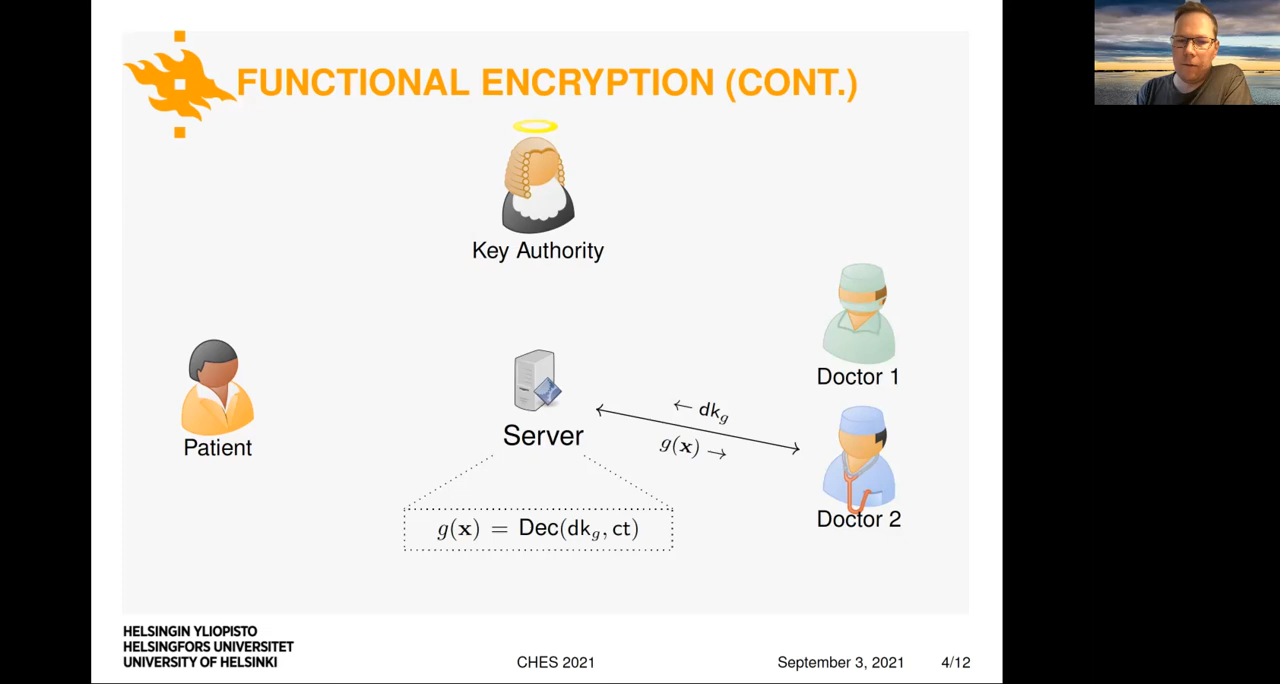 FUNCTIONAL ENCRYPTION (CONT.)
Key Authority
Doctor 1
Patient
Server
← dk_g
g(x) →
Doctor 2
g(x) = Dec(dk_g, ct)
HELSINGIN YLIOPISTO
HELSINGFORS UNIVERSITET
UNIVERSITY OF HELSINKI
CHES 2021
September 3, 2021
4/12